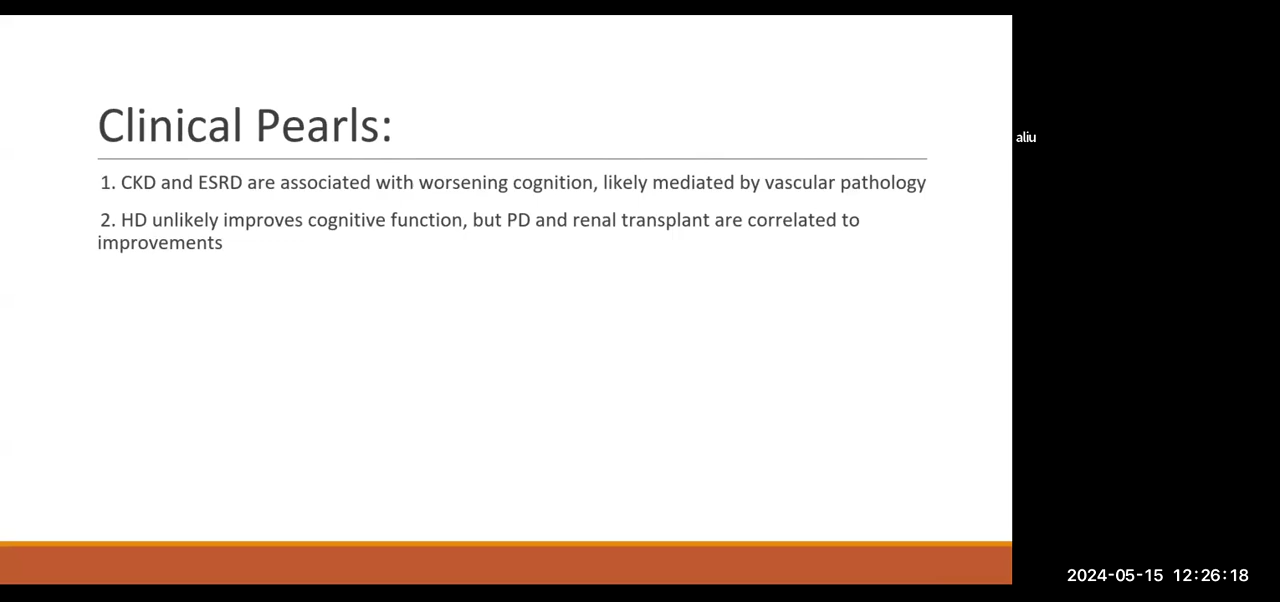 Clinical Pearls:
1. CKD and ESRD are associated with worsening cognition, likely mediated by vascular pathology
2. HD unlikely improves cognitive function, but PD and renal transplant are correlated to
improvements
aliu
2024-05-15 12:26:18